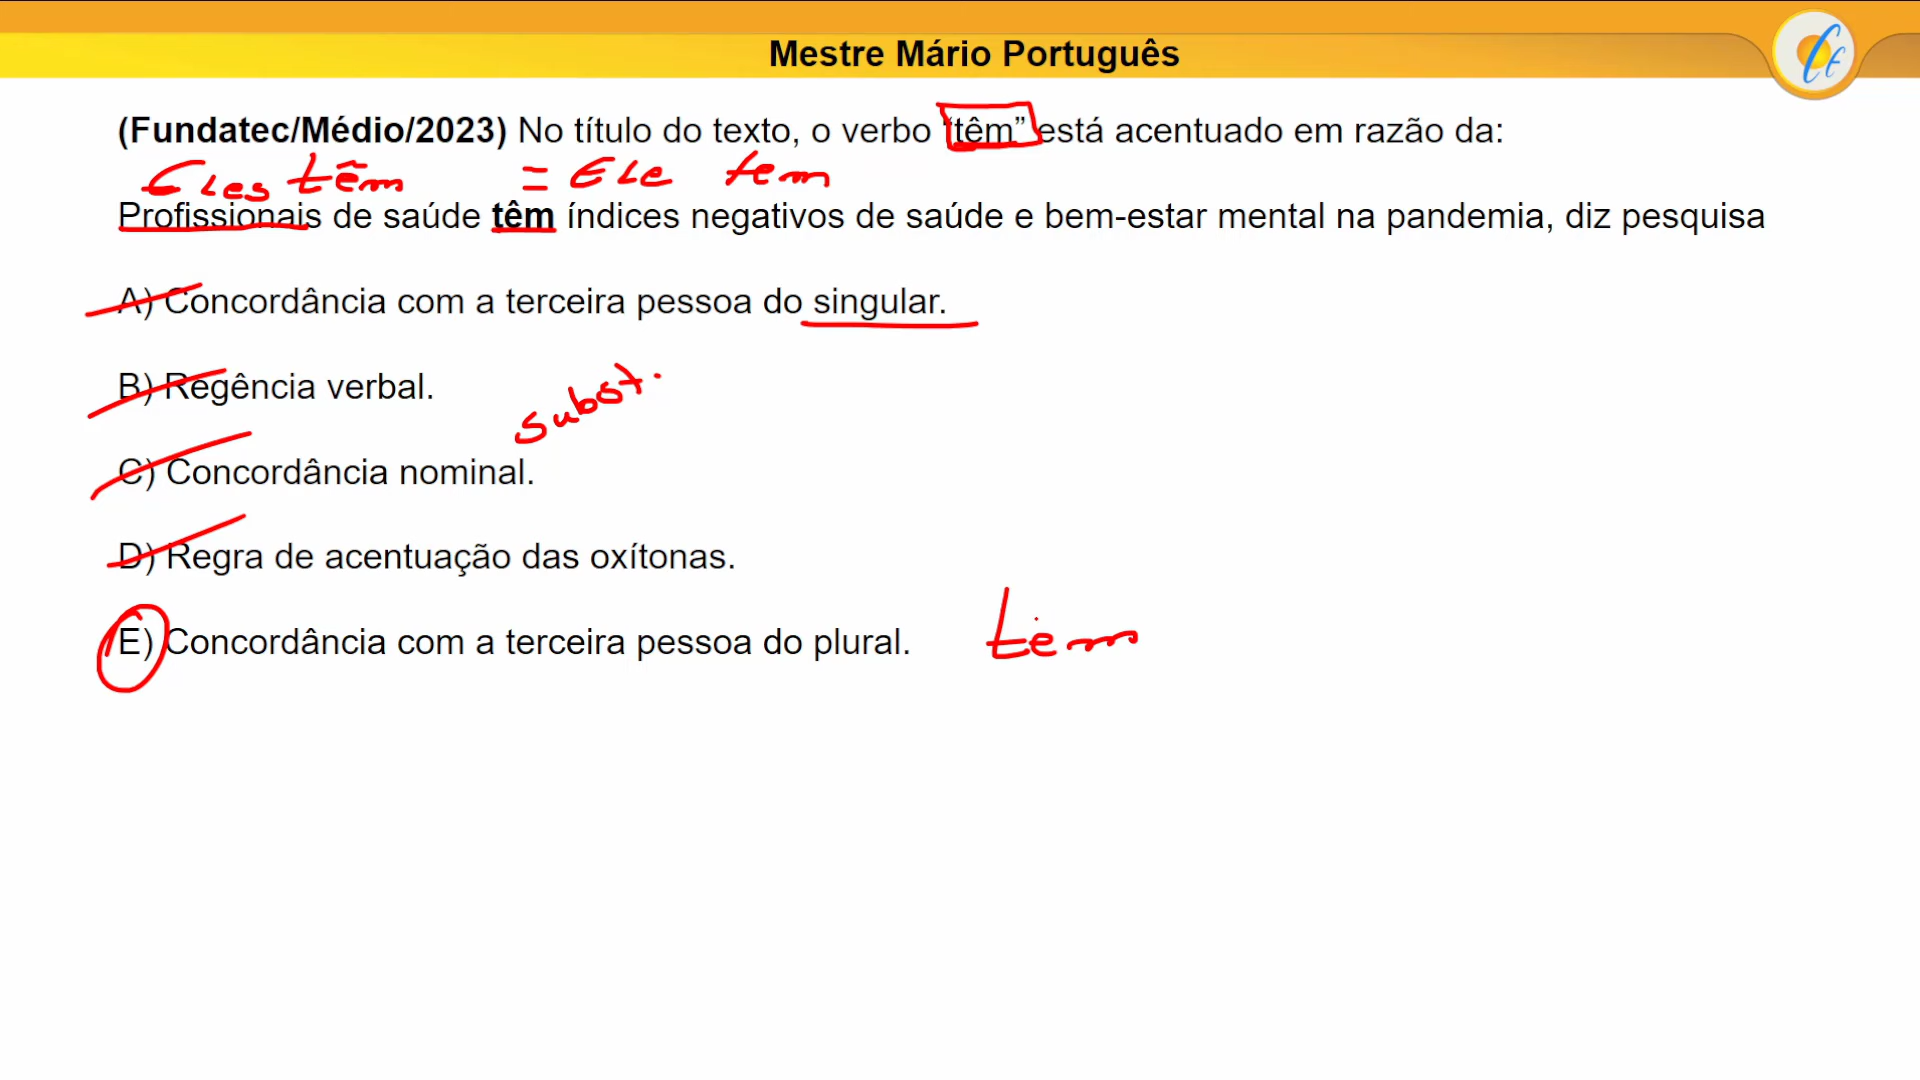 Mestre Mário Português
(Fundatec/Médio/2023) No título do texto, o verbo “têm” está acentuado em razão da:
Eles têm = Ele tem
Profissionais de saúde têm índices negativos de saúde e bem-estar mental na pandemia, diz pesquisa
A) Concordância com a terceira pessoa do singular.
B) Regência verbal.
subst.
C) Concordância nominal.
D) Regra de acentuação das oxítonas.
E) Concordância com a terceira pessoa do plural. tem